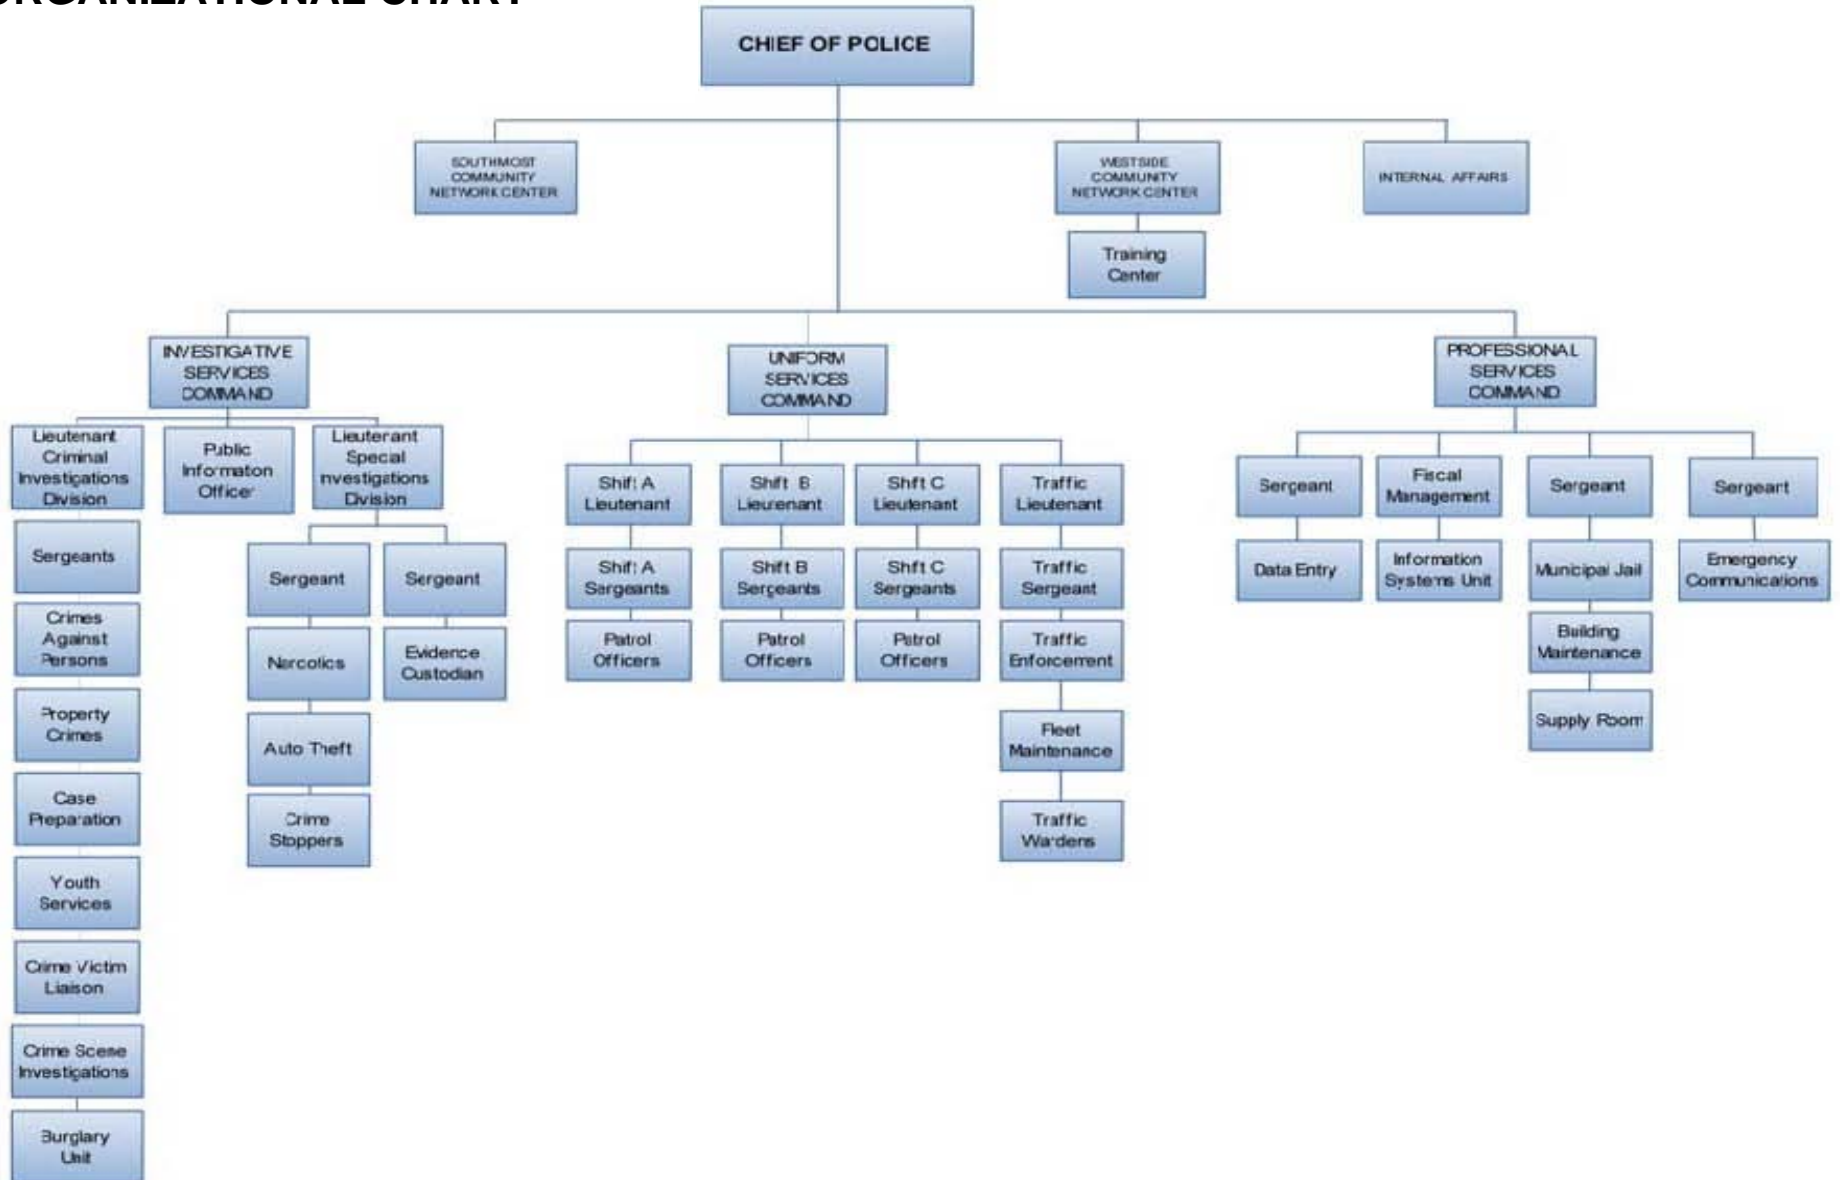 ORGANIZATIONAL CHART
CHIEF OF POLICE
SOUTHMOST
COMMUNITY
NETWORK CENTER
WESTSIDE
COMMUNITY
NETWORK CENTER
INTERNAL AFFAIRS
Training
Center
INVESTIGATIVE
SERVICES
COMMAND
UNIFORM
SERVICES
COMMAND
PROFESSIONAL
SERVICES
COMMAND
Lieutenant
Criminal
Investigations
Division
Public
Information
Officer
Lieutenant
Special
Investigations
Division
Sergeants
Crimes
Against
Persons
Property
Crimes
Case
Preparation
Youth
Services
Crime Victim
Liaison
Crime Scene
Investigations
Burglary
Unit
Sergeant
Narcotics
Auto Theft
Crime
Stoppers
Sergeant
Evidence
Custodian
Shift A
Lieutenant
Shift A
Sergeants
Patrol
Officers
Shift B
Lieutenant
Shift B
Sergeants
Patrol
Officers
Shift C
Lieutenant
Shift C
Sergeants
Patrol
Officers
Traffic
Lieutenant
Traffic
Sergeant
Traffic
Enforcement
Fleet
Maintenance
Traffic
Wardens
Sergeant
Data Entry
Fiscal
Management
Information
Systems Unit
Sergeant
Municipal Jail
Building
Maintenance
Supply Room
Sergeant
Emergency
Communications